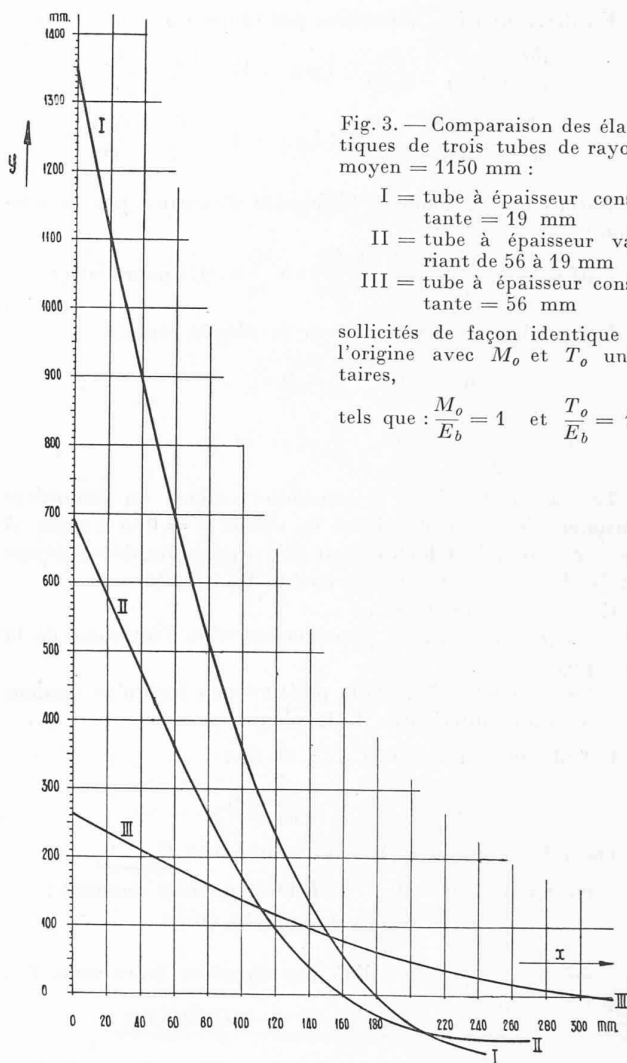 mm.
1400
1300
1200
1100
1000
900
800
700
600
500
400
300
200
100
0
y
I
II
III
Fig. 3. — Comparaison des éla
tiques de trois tubes de rayo
moyen = 1150 mm :
I = tube à épaisseur cons
tante = 19 mm
II = tube à épaisseur va
riant de 56 à 19 mm
III = tube à épaisseur cons
tante = 56 mm
sollicités de façon identique
l'origine avec M_o et T_o un
taires,
tels que : M_o/E_b = 1 et T_o/E_b =
x
III
II
I
0 20 40 60 80 100 120 140 160 180 200 220 240 260 280 300 mm.